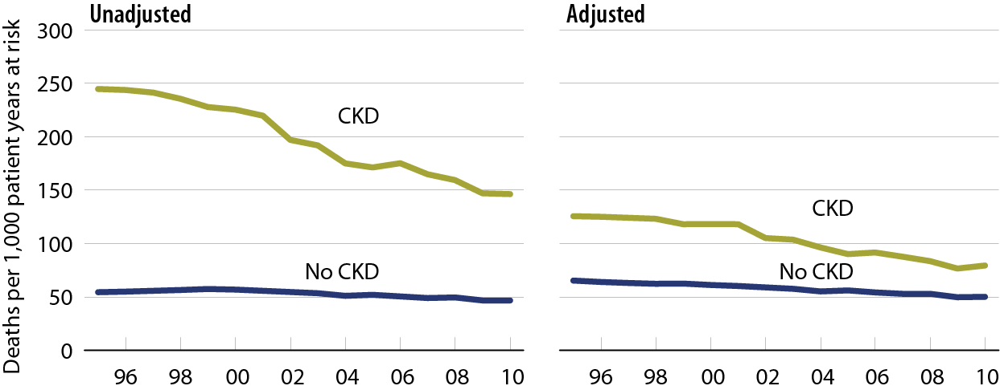 Unadjusted
Adjusted
Deaths per 1,000 patient years at risk
300
250
200
150
100
50
0
CKD
No CKD
CKD
No CKD
96 98 00 02 04 06 08 10
96 98 00 02 04 06 08 10